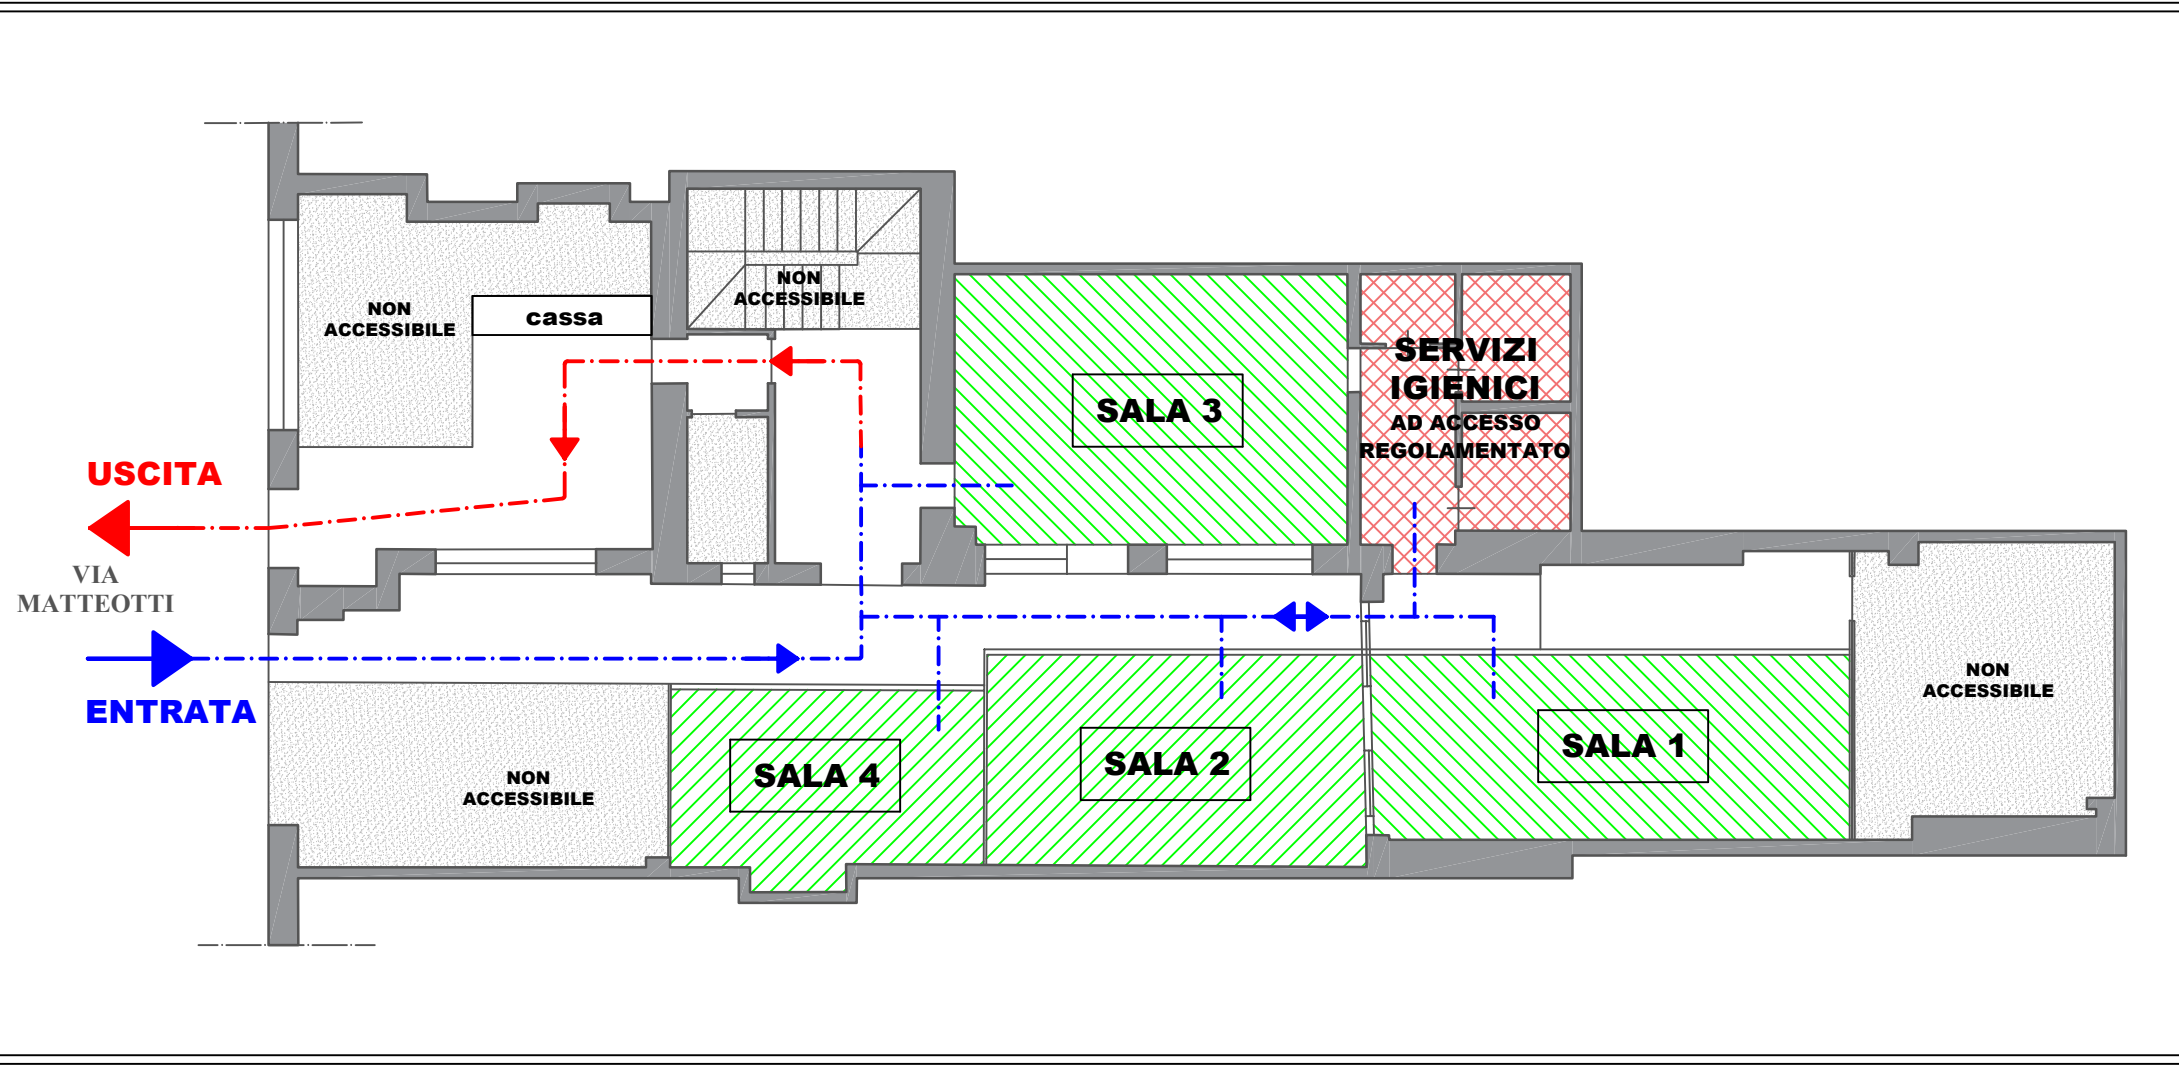 NON
ACCESSIBILE
cassa
NON
ACCESSIBILE
SALA 3
SERVIZI
IGIENICI
AD ACCESSO
REGOLAMENTATO
USCITA
VIA
MATTEOTTI
ENTRATA
NON
ACCESSIBILE
SALA 4
SALA 2
SALA 1
NON
ACCESSIBILE